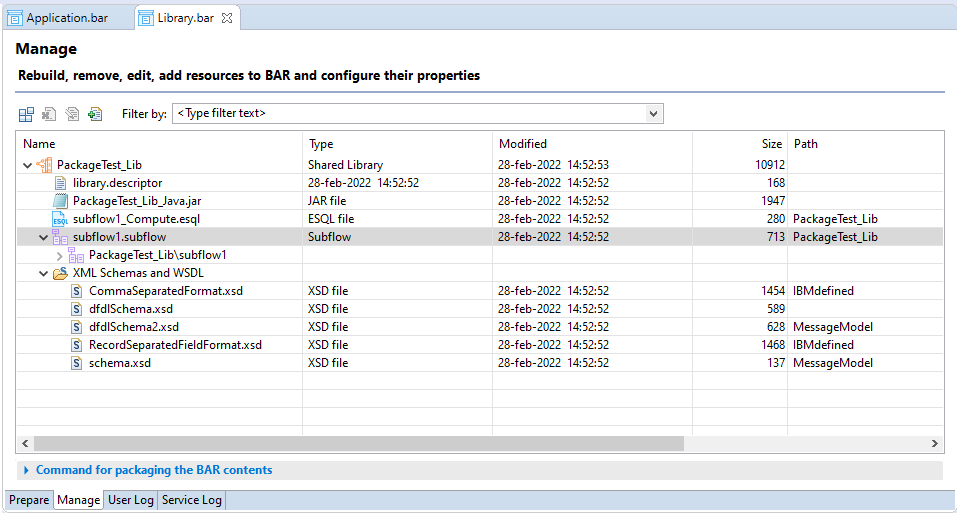 Application.bar Library.bar
Manage
Rebuild, remove, edit, add resources to BAR and configure their properties
Filter by: <Type filter text>
Name Type Modified Size Path
PackageTest_Lib Shared Library 28-feb-2022 14:52:53 10912
library.descriptor 28-feb-2022 14:52:52 28-feb-2022 14:52:52 168
PackageTest_Lib_Java.jar JAR file 28-feb-2022 14:52:52 1947
ESQL subflow1_Compute.esql ESQL file 28-feb-2022 14:52:52 280 PackageTest_Lib
subflow1.subflow Subflow 28-feb-2022 14:52:52 713 PackageTest_Lib
PackageTest_Lib\subflow1
XML Schemas and WSDL
S CommaSeparatedFormat.xsd XSD file 28-feb-2022 14:52:52 1454 IBMdefined
S dfdlSchema.xsd XSD file 28-feb-2022 14:52:52 589
S dfdlSchema2.xsd XSD file 28-feb-2022 14:52:52 628 MessageModel
S RecordSeparatedFieldFormat.xsd XSD file 28-feb-2022 14:52:52 1468 IBMdefined
S schema.xsd XSD file 28-feb-2022 14:52:52 137 MessageModel
Command for packaging the BAR contents
Prepare Manage User Log Service Log